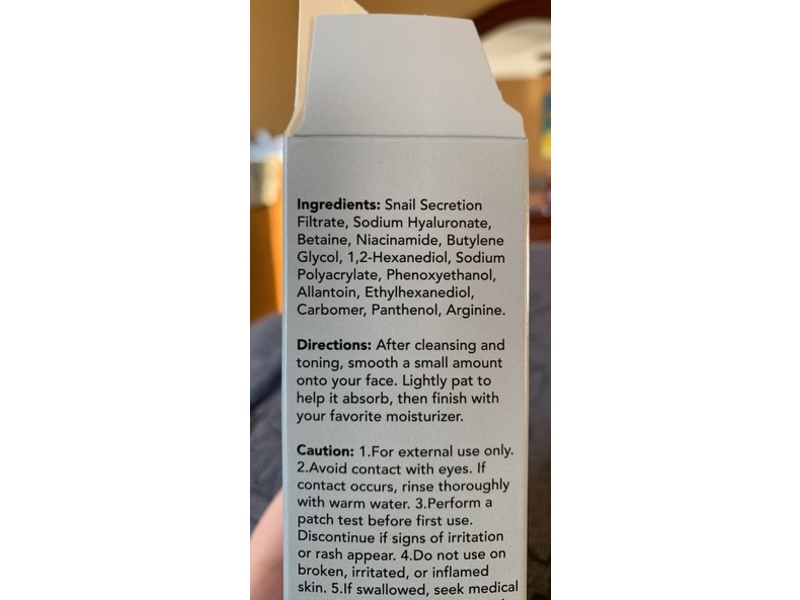 Ingredients: Snail Secretion
Filtrate, Sodium Hyaluronate,
Betaine, Niacinamide, Butylene
Glycol, 1,2-Hexanediol, Sodium
Polyacrylate, Phenoxyethanol,
Allantoin, Ethylhexanediol,
Carbomer, Panthenol, Arginine.
Directions: After cleansing and
toning, smooth a small amount
onto your face. Lightly pat to
help it absorb, then finish with
your favorite moisturizer.
Caution: 1.For external use only.
2.Avoid contact with eyes. If
contact occurs, rinse thoroughly
with warm water. 3.Perform a
patch test before first use.
Discontinue if signs of irritation
or rash appear. 4.Do not use on
broken, irritated, or inflamed
skin. 5.If swallowed, seek medical